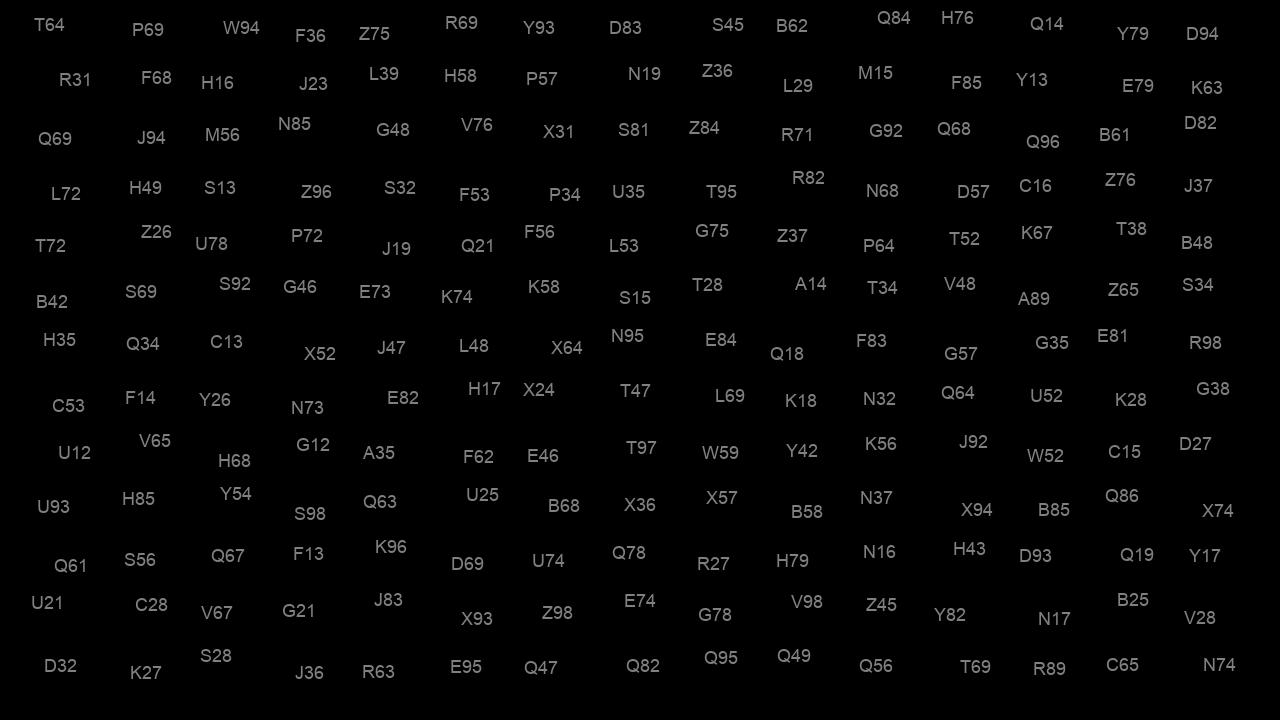 T64 P69 W94 F36 Z75 R69 Y93 D83 S45 B62 Q84 H76 Q14 Y79 D94
R31 F68 H16 J23 L39 H58 P57 N19 Z36 L29 M15 F85 Y13 E79 K63
Q69 J94 M56 N85 G48 V76 X31 S81 Z84 R71 G92 Q68 Q96 B61 D82
L72 H49 S13 Z96 S32 F53 P34 U35 T95 R82 N68 D57 C16 Z76 J37
T72 Z26 U78 P72 J19 Q21 F56 L53 G75 Z37 P64 T52 K67 T38 B48
B42 S69 S92 G46 E73 K74 K58 S15 T28 A14 T34 V48 A89 Z65 S34
H35 Q34 C13 X52 J47 L48 X64 N95 E84 Q18 F83 G57 G35 E81 R98
C53 F14 Y26 N73 E82 H17 X24 T47 L69 K18 N32 Q64 U52 K28 G38
U12 V65 H68 G12 A35 F62 E46 T97 W59 Y42 K56 J92 W52 C15 D27
U93 H85 Y54 S98 Q63 U25 B68 X36 X57 B58 N37 X94 B85 Q86 X74
Q61 S56 Q67 F13 K96 D69 U74 Q78 R27 H79 N16 H43 D93 Q19 Y17
U21 C28 V67 G21 J83 X93 Z98 E74 G78 V98 Z45 Y82 N17 B25 V28
D32 K27 S28 J36 R63 E95 Q47 Q82 Q95 Q49 Q56 T69 R89 C65 N74